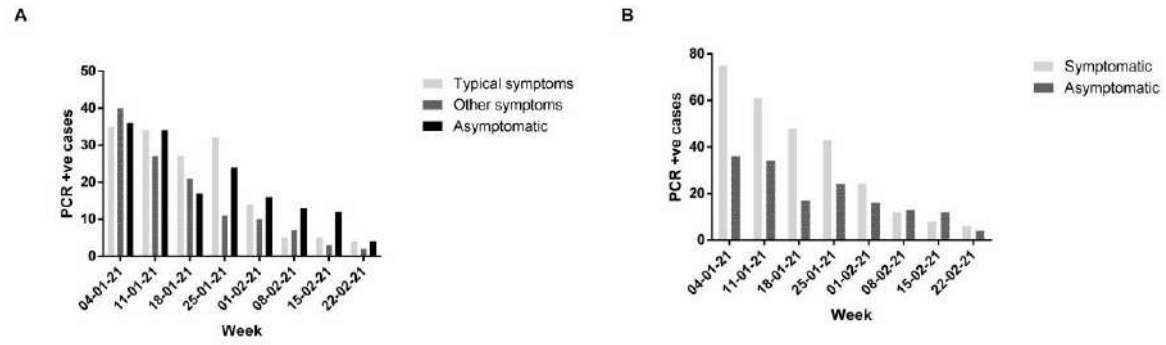 A
PCR +ve cases
50
40
30
20
10
0
04-01-21
11-01-21
18-01-21
25-01-21
01-02-21
08-02-21
15-02-21
22-02-21
Week
Typical symptoms
Other symptoms
Asymptomatic
B
PCR +ve cases
80
60
40
20
0
04-01-21
11-01-21
18-01-21
25-01-21
01-02-21
08-02-21
15-02-21
22-02-21
Week
Symptomatic
Asymptomatic